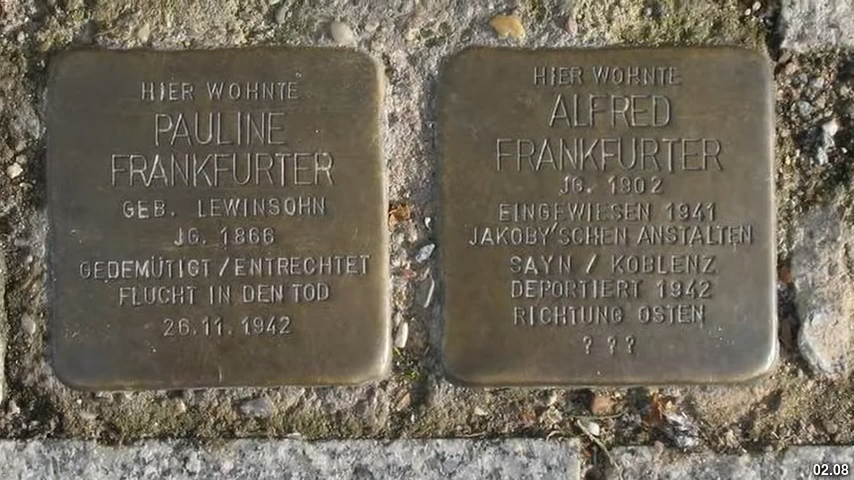 HIER WOHNTE
PAULINE
FRANKFURTER
GEB. LEWINSOHN
JG. 1866
GEDEMÜTIGT / ENTRECHTET
FLUCHT IN DEN TOD
26.11.1942
HIER WOHNTE
ALFRED
FRANKFURTER
JG. 1902
EINGEWIESEN 1941
JAKOBY'SCHEN ANSTALTEN
SAYN / KOBLENZ
DEPORTIERT 1942
RICHTUNG OSTEN
? ? ?
02.08